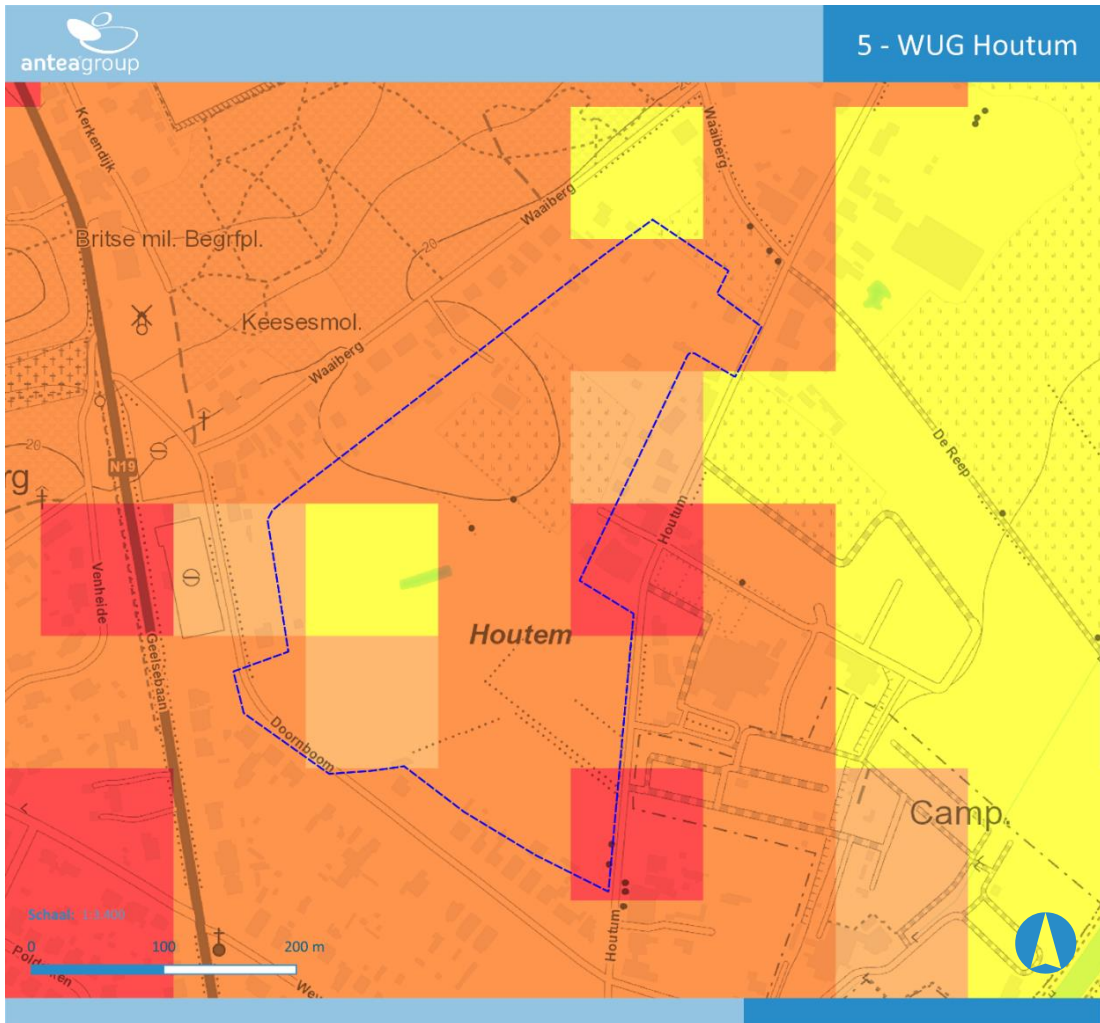 anteagroup
5 - WUG Houtum
Kerkendijk
Waaiberg
Waaiberg
Britse mil. Begrfpl.
Keesesmol.
Waaiberg
20
20
rg
N19
De Reep
Houtum
Venheide
Geelsebaan
Houtem
Doornboom
Camp.
Schaal: 1:3.400
0 100 200 m
Houtum